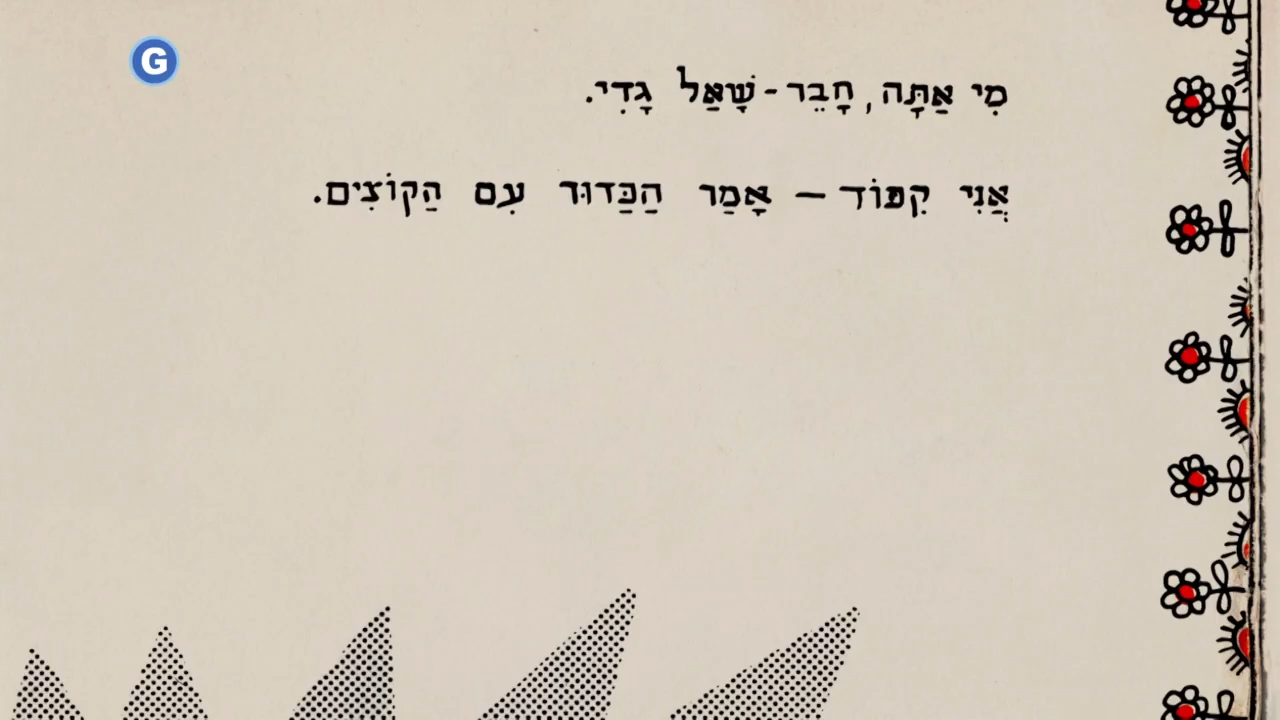 G
מִי אַתָּה, חָבֵר - שָׁאַל גָּדִי.
אֲנִי קִפּוֹד – אָמַר הַכַּדּוּר עִם הַקּוֹצִים.